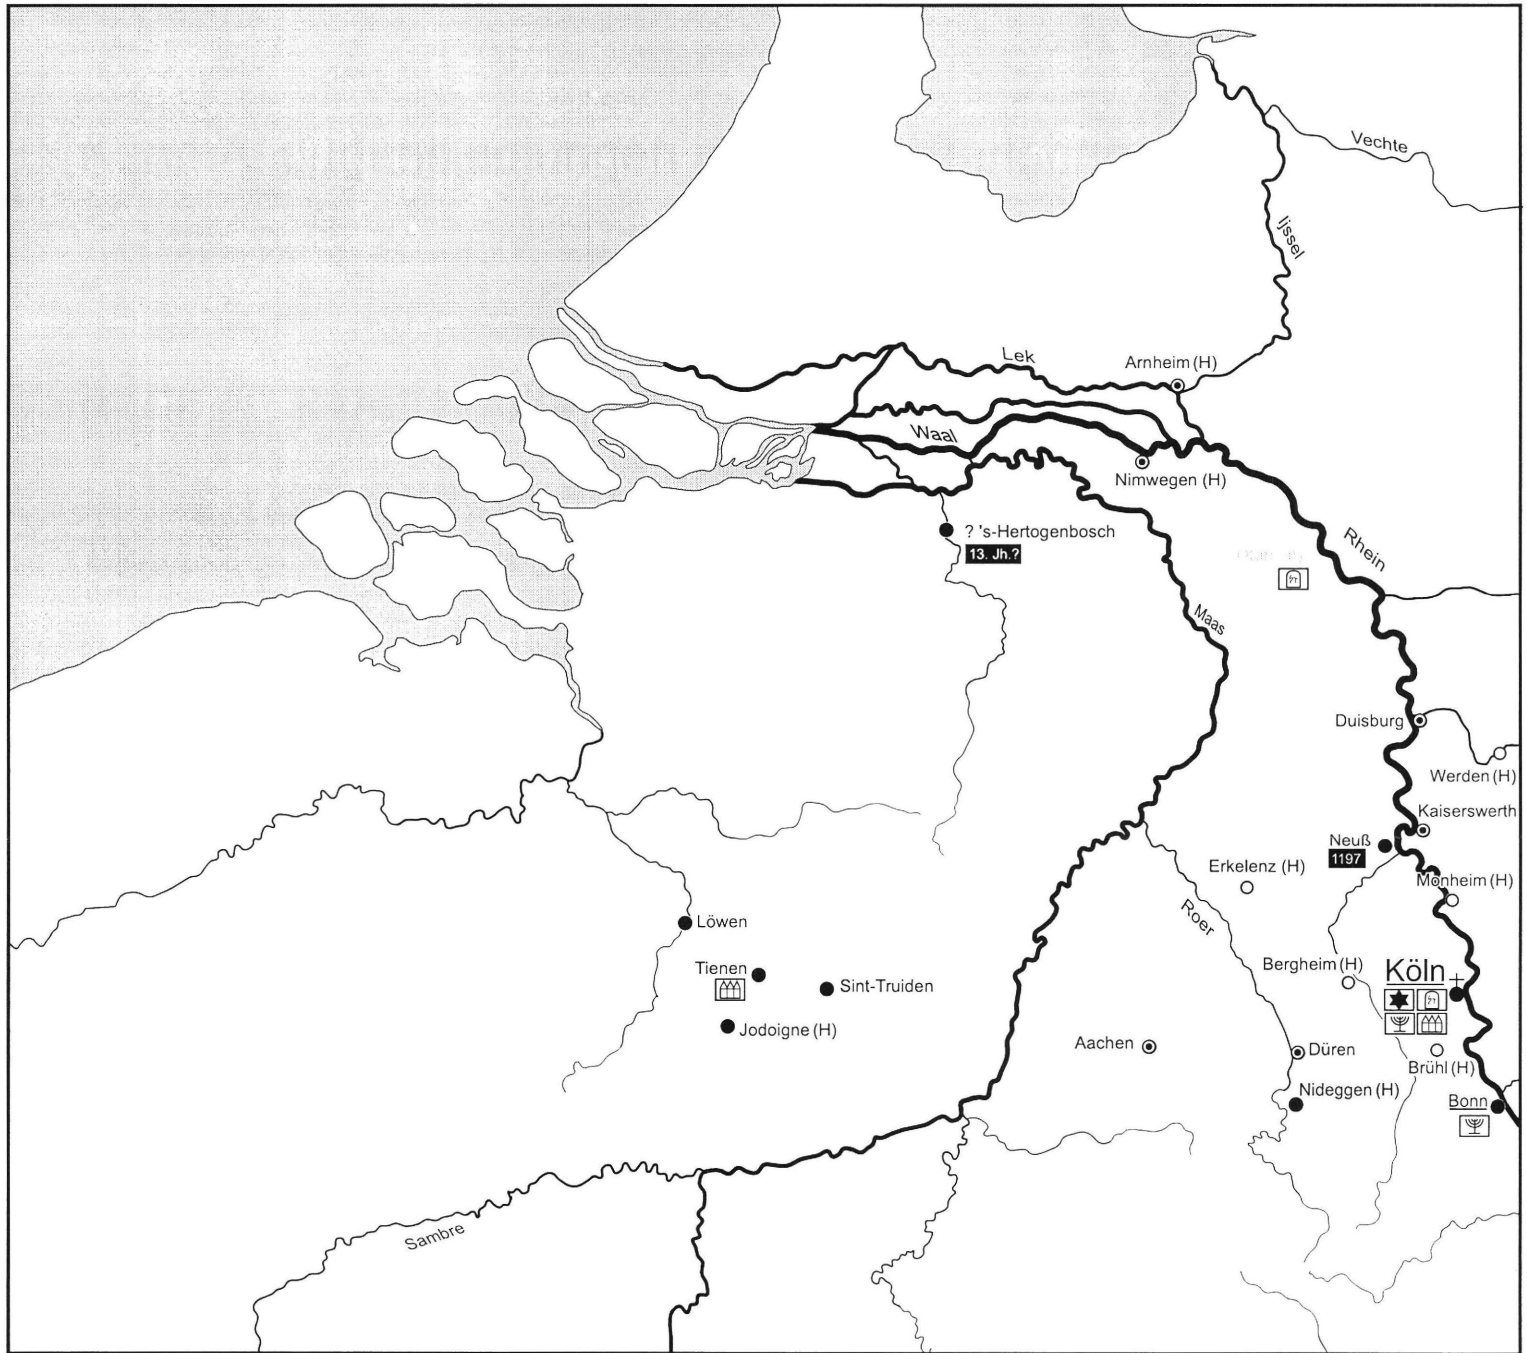 Vechte
Ijssel
Lek
Arnheim (H)
Waal
Nimwegen (H)
? 's-Hertogenbosch
13. Jh.?
Rhein
Maas
Duisburg
Werden (H)
Kaiserswerth
Neuß
1197
Erkelenz (H)
Monheim (H)
Roer
Löwen
Tienen
Sint-Truiden
Bergheim (H)
Köln
Jodoigne (H)
Aachen
Düren
Brühl (H)
Nideggen (H)
Bonn
Sambre